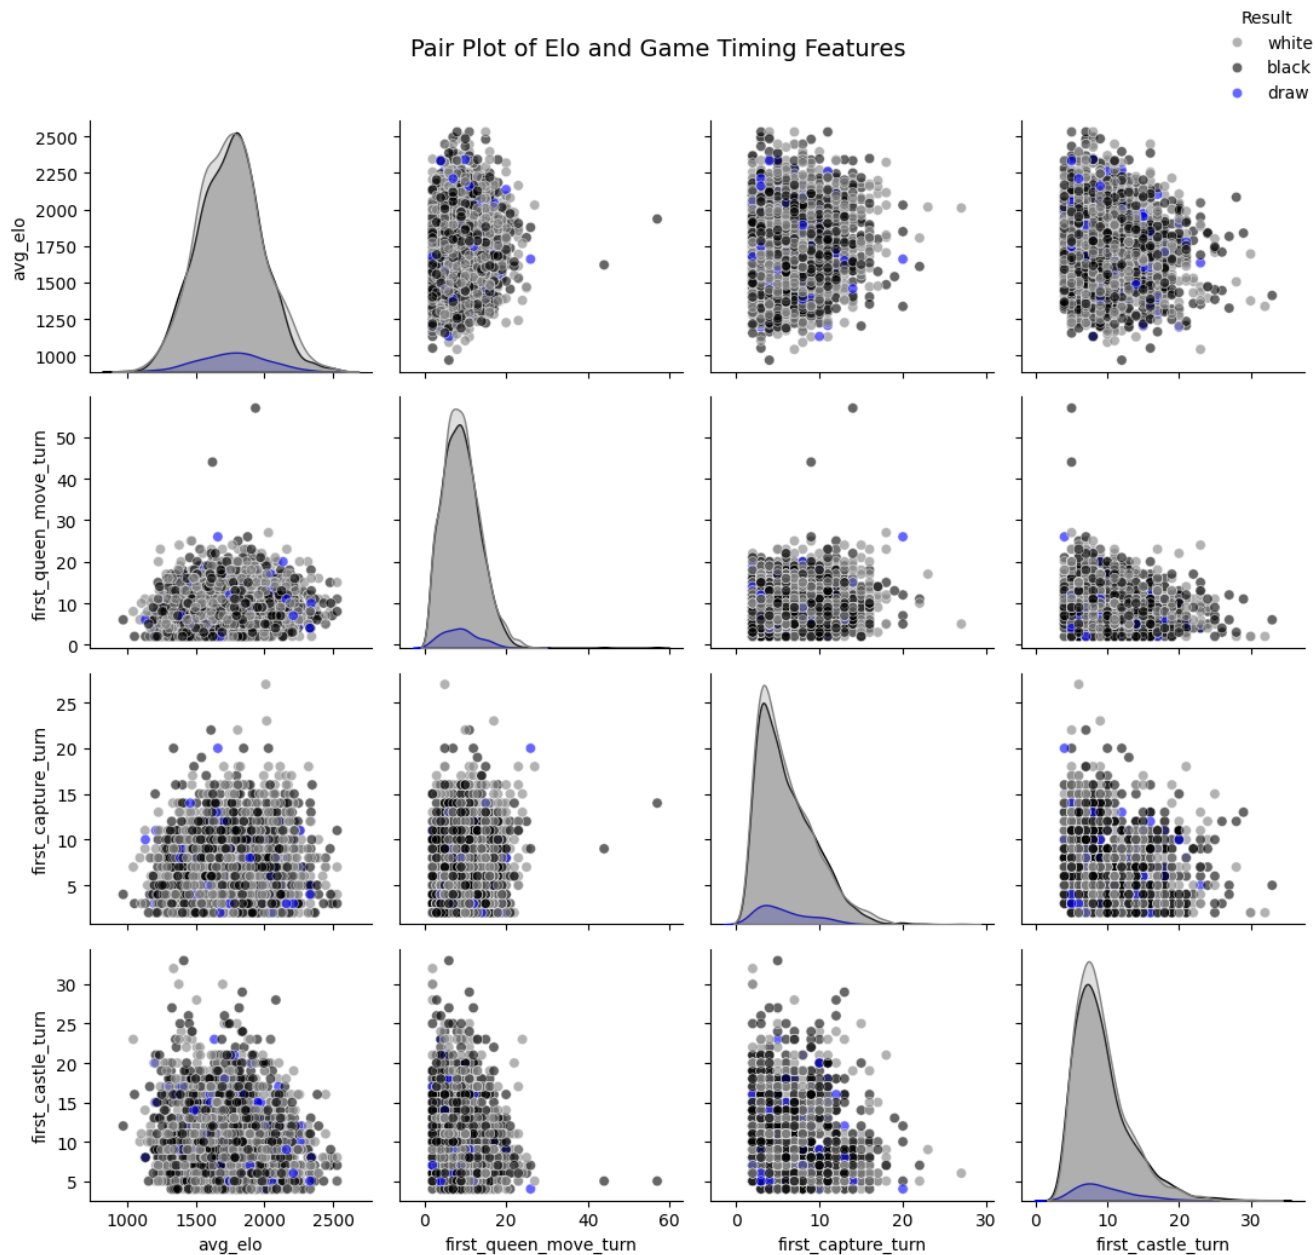 Result
white
black
draw
Pair Plot of Elo and Game Timing Features
avg_elo
2500
2250
2000
1750
1500
1250
1000
first_queen_move_turn
50
40
30
20
10
0
first_capture_turn
25
20
15
10
5
first_castle_turn
30
25
20
15
10
5
1000 1500 2000 2500
avg_elo
0 20 40 60
first_queen_move_turn
0 10 20 30
first_capture_turn
0 10 20 30
first_castle_turn